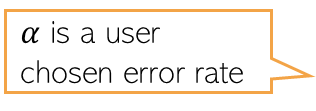 α is a user
chosen error rate